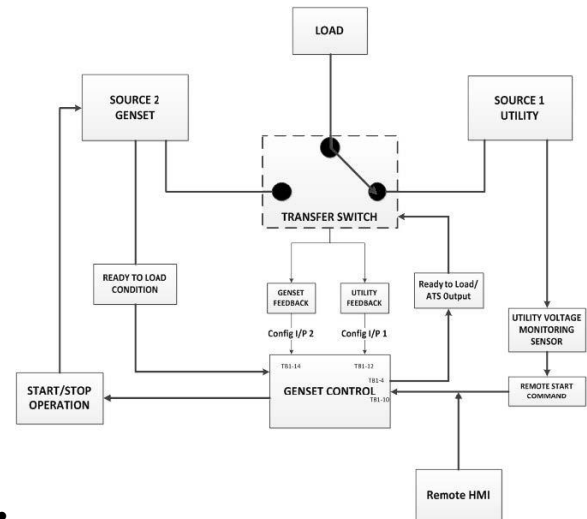 LOAD
SOURCE 2
GENSET
SOURCE 1
UTILITY
TRANSFER SWITCH
READY TO LOAD
CONDITION
GENSET
FEEDBACK
UTILITY
FEEDBACK
Ready to Load/
ATS Output
UTILITY VOLTAGE
MONITORING
SENSOR
Config I/P 2
Config I/P 1
TB1-14
TB1-12
TB1-4
TB1-10
GENSET CONTROL
START/STOP
OPERATION
REMOTE START
COMMAND
Remote HMI